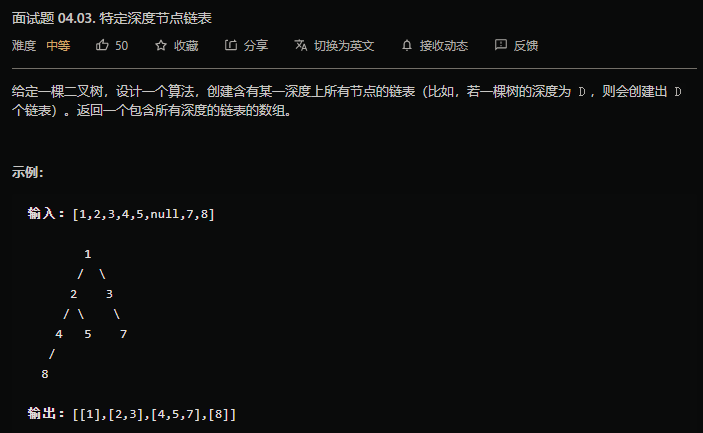 面试题 04.03. 特定深度节点链表
难度 中等 50 收藏 分享 切换为英文 接收动态 反馈
给定一棵二叉树，设计一个算法，创建含有某一深度上所有节点的链表（比如，若一棵树的深度为 D ，则会创建出 D
个链表）。返回一个包含所有深度的链表的数组。
示例：
输入：[1,2,3,4,5,null,7,8]
1
/ \
2 3
/ \ \
4 5 7
/
8
输出：[[1],[2,3],[4,5,7],[8]]